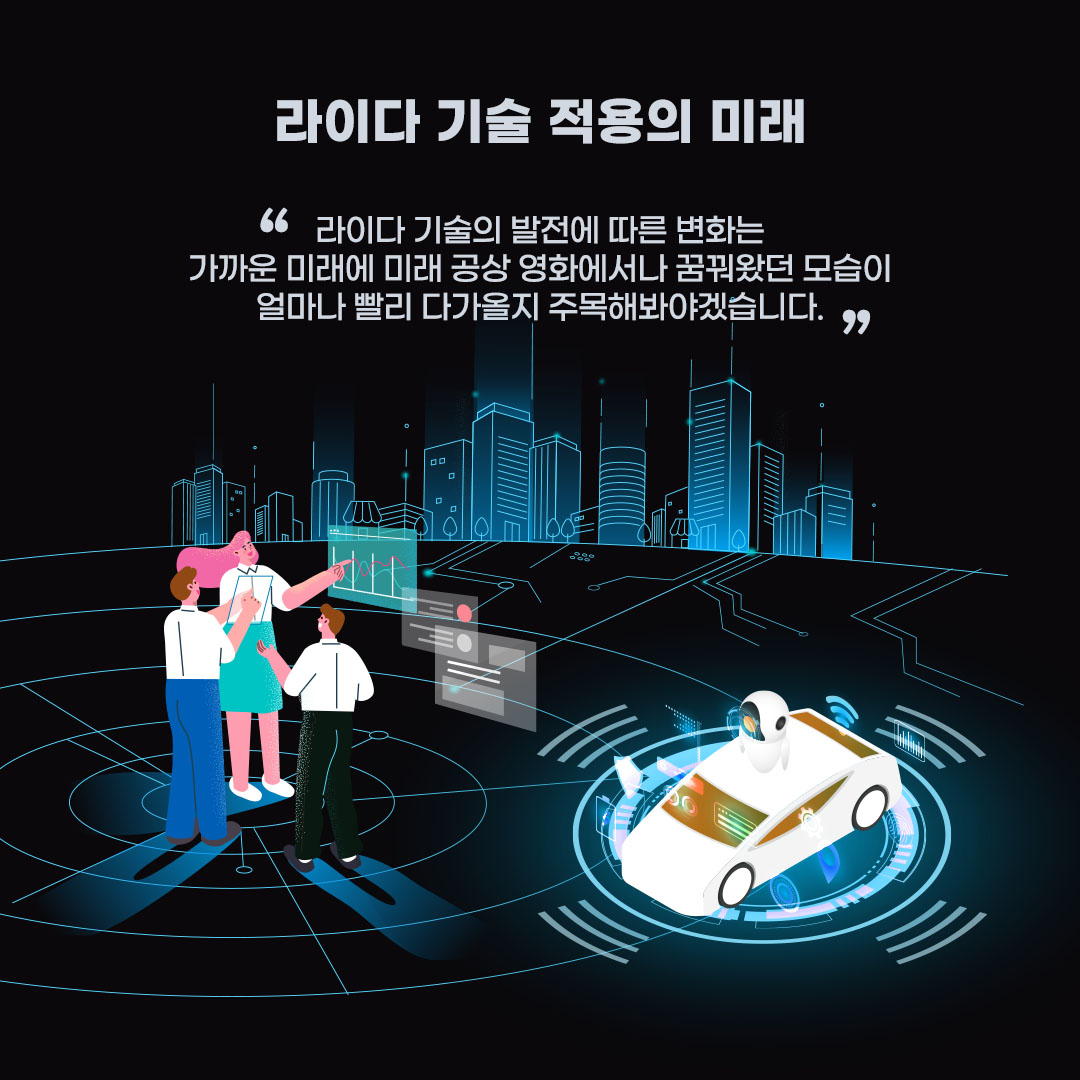 라이다 기술 적용의 미래
“ 라이다 기술의 발전에 따른 변화는
가까운 미래에 미래 공상 영화에서나 꿈꿔왔던 모습이
얼마나 빨리 다가올지 주목해봐야겠습니다. ”